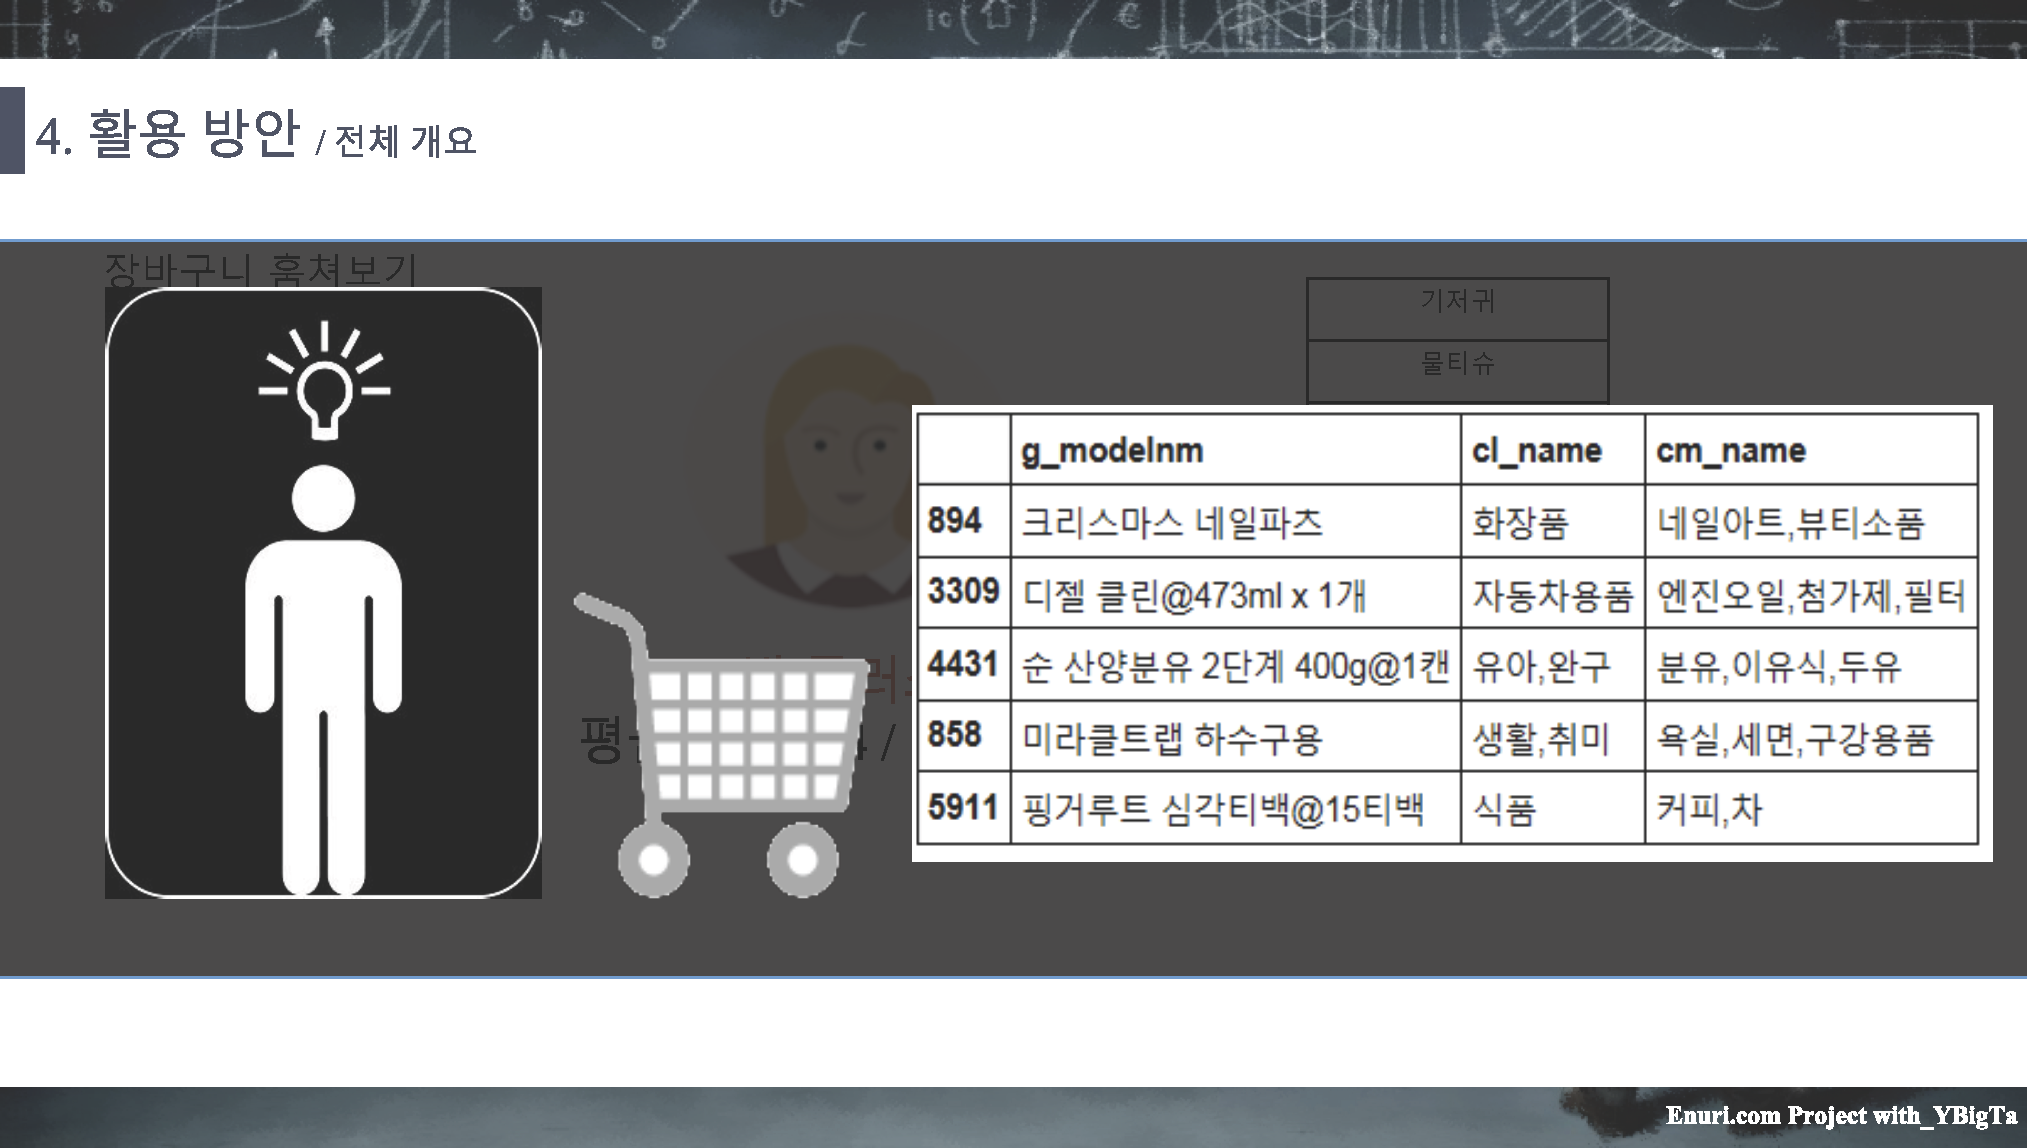 4. 활용 방안 / 전체 개요
장바구니 훔쳐보기
기저귀
물티슈
g_modelnm cl_name cm_name
894 크리스마스 네일파츠 화장품 네일아트,뷰티소품
3309 디젤 클린@473ml x 1개 자동차용품 엔진오일,첨가제,필터
4431 순 산양분유 2단계 400g@1캔 유아,완구 분유,이유식,두유
858 미라클트랩 하수구용 생활,취미 욕실,세면,구강용품
5911 핑거루트 심각티백@15티백 식품 커피,차
Enuri.com Project with_YBigTa